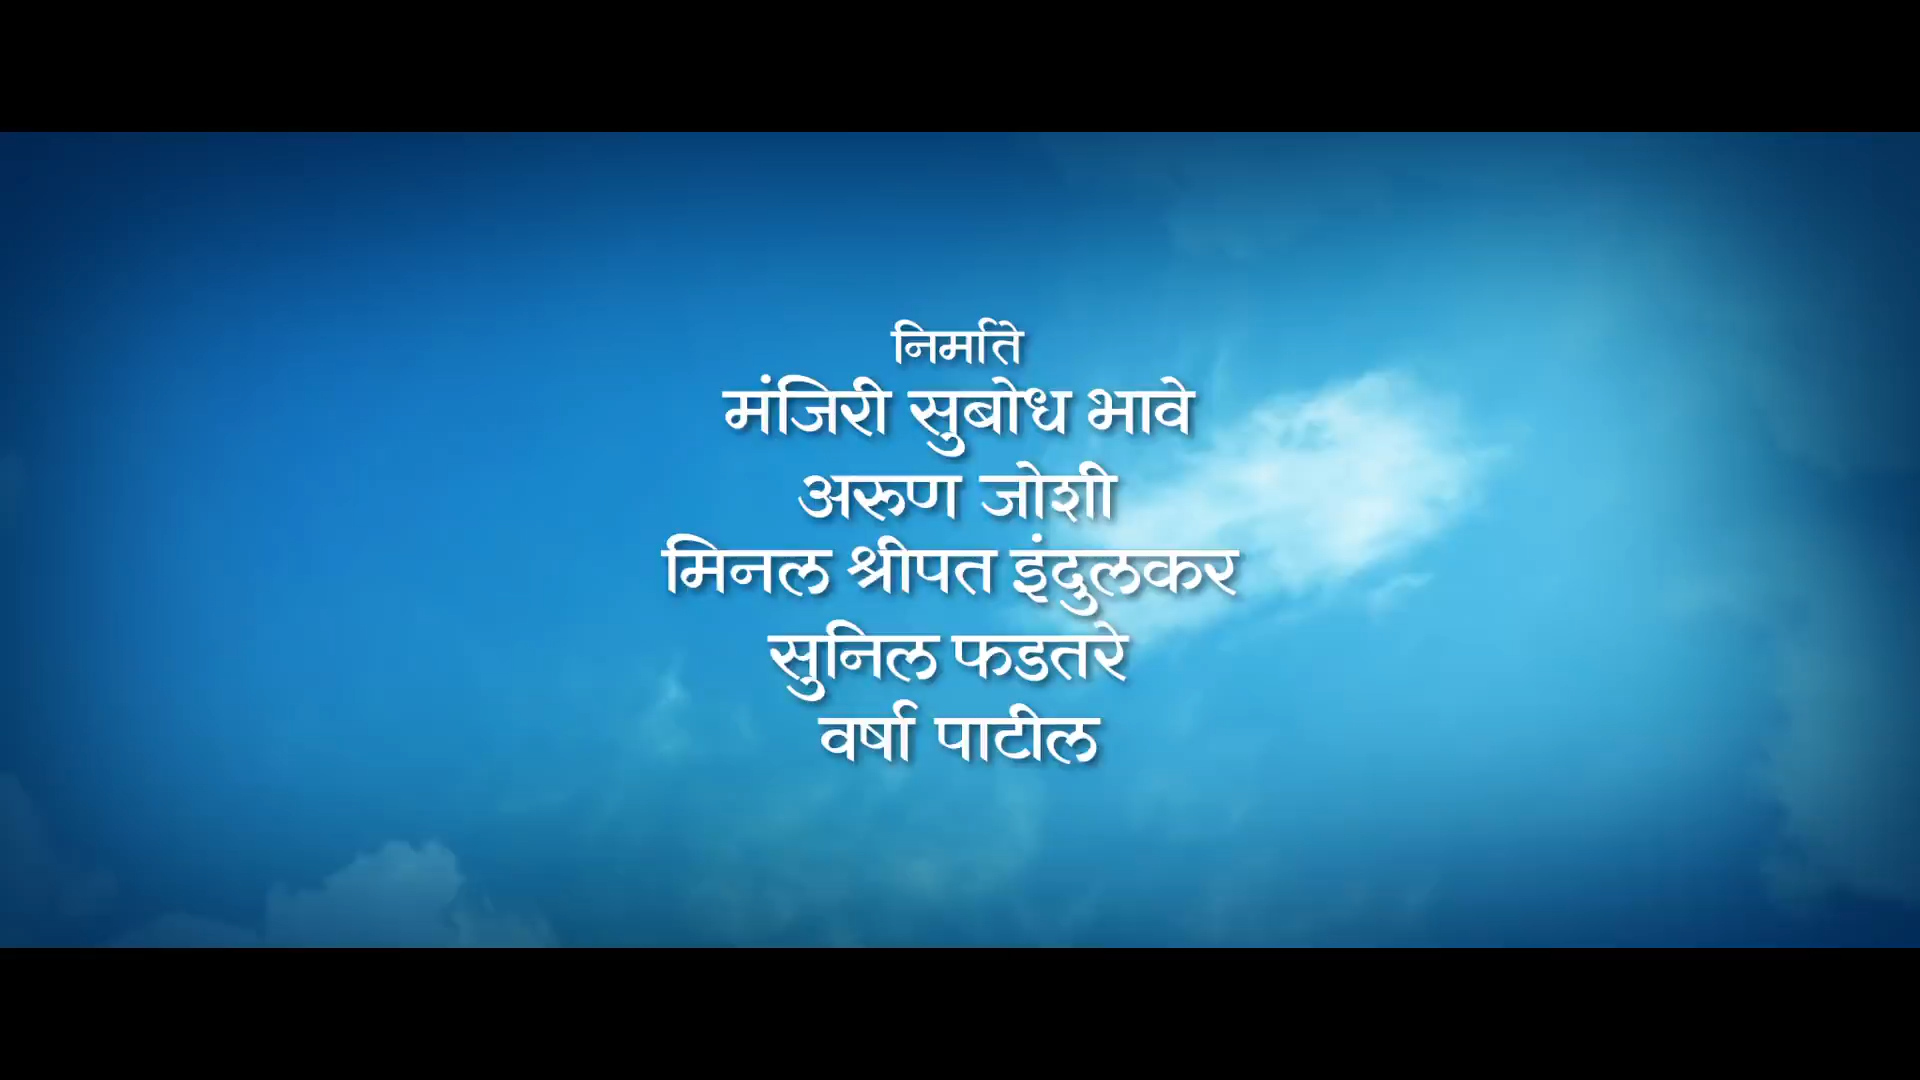 निर्माते
मंजिरी सुबोध भावे
अरुण जोशी
मिनल श्रीपत इंदुलकर
सुनिल फडतरे
वर्षा पाटील